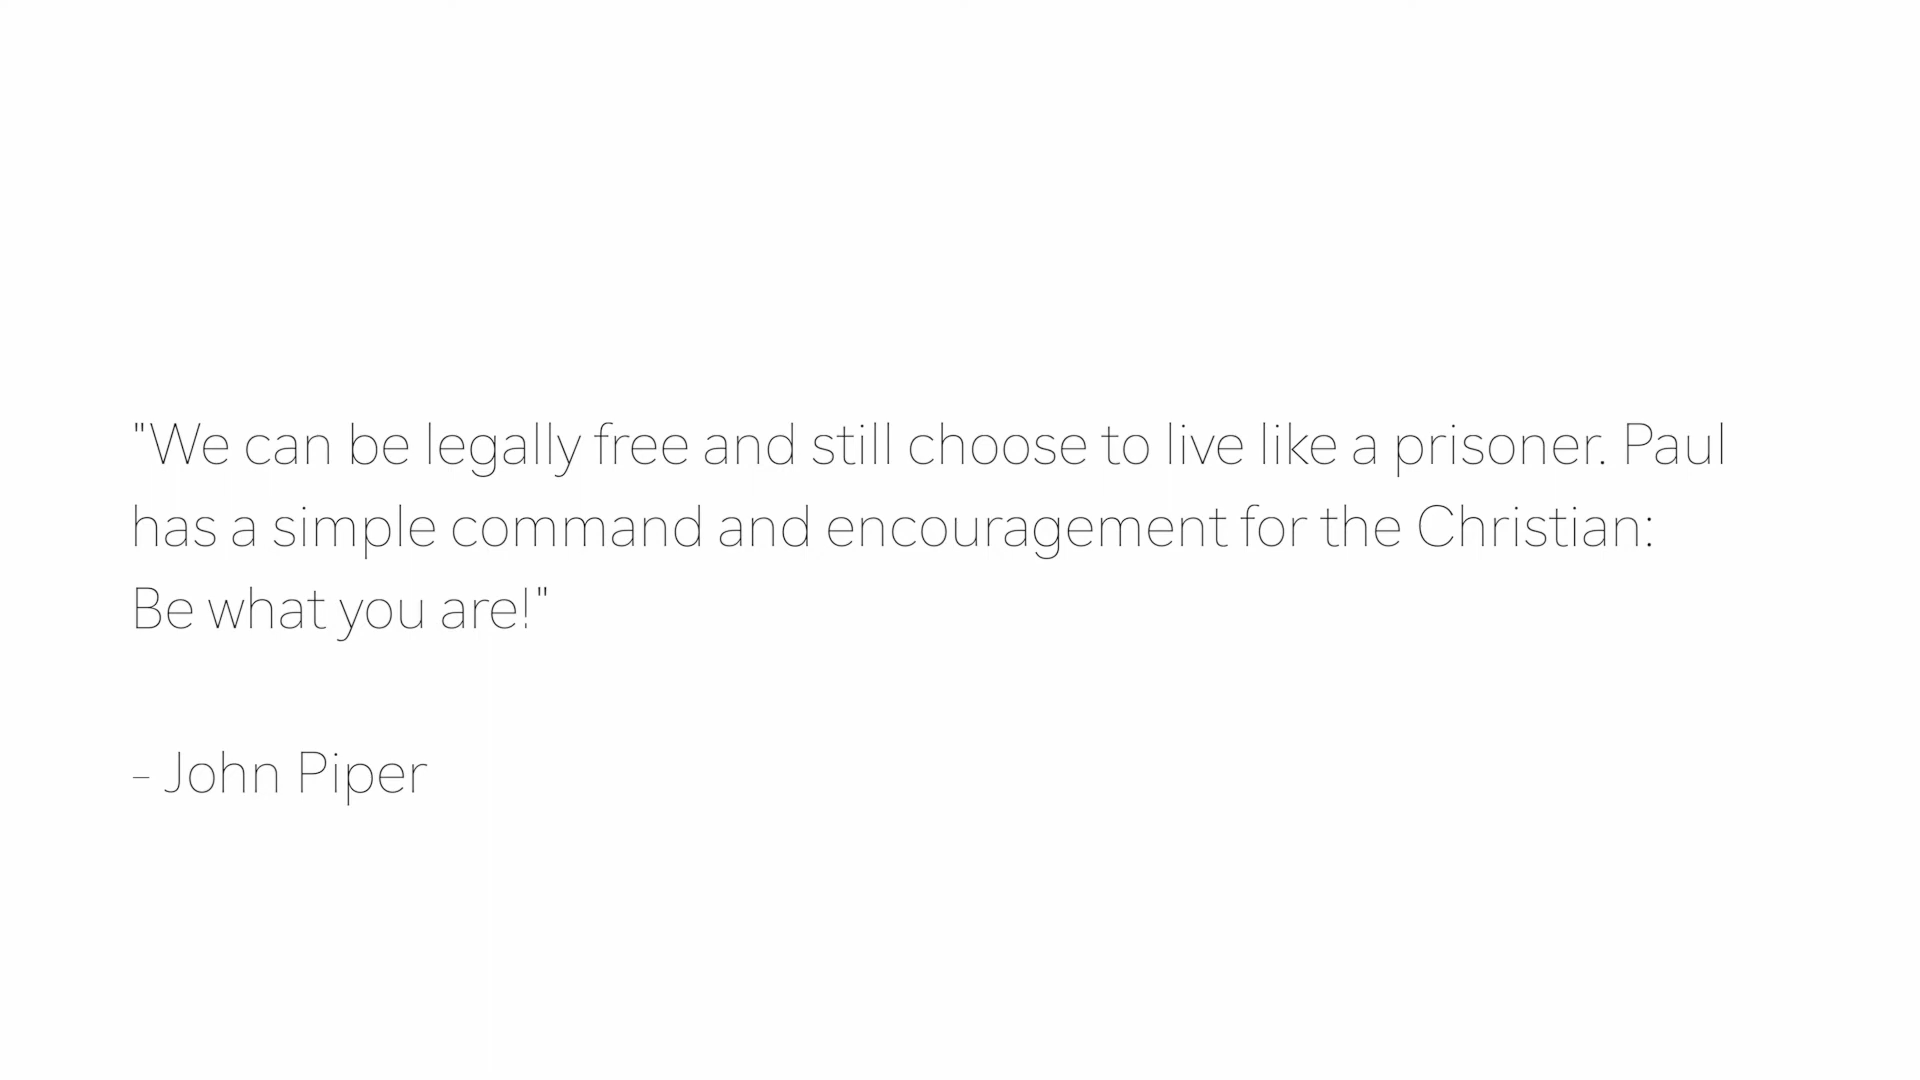 "We can be legally free and still choose to live like a prisoner. Paul
has a simple command and encouragement for the Christian:
Be what you are!"
- John Piper